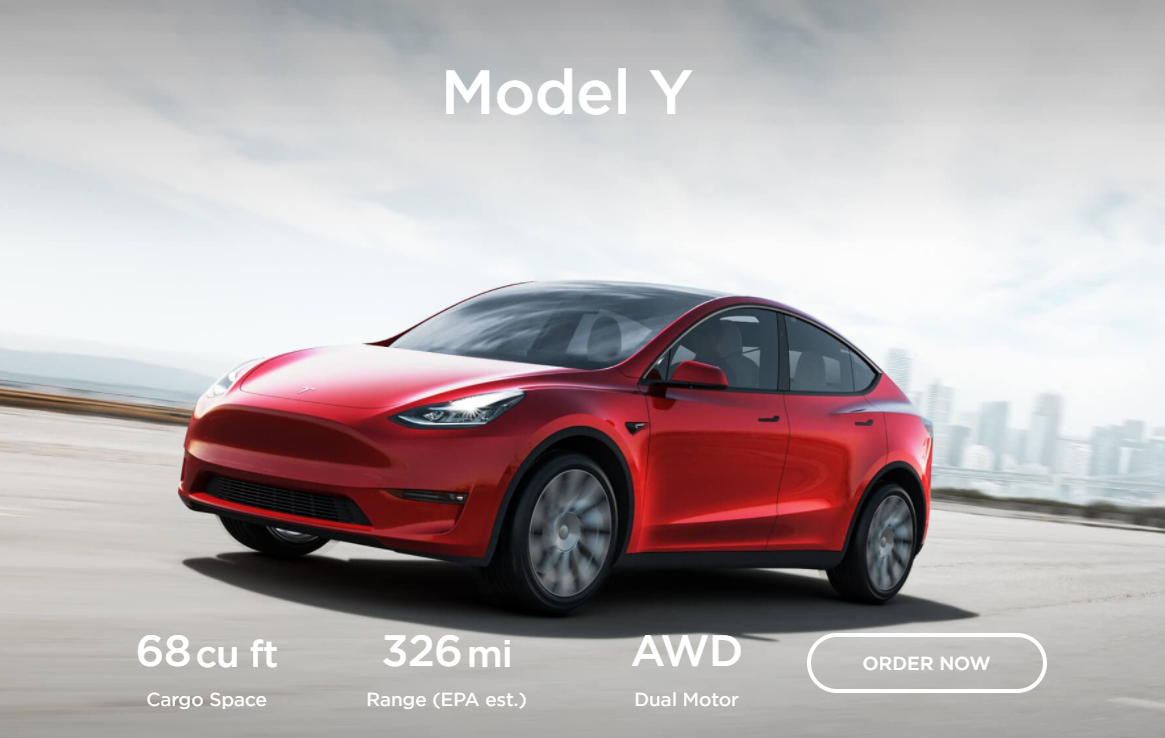 Model Y
68 cu ft
Cargo Space
326 mi
Range (EPA est.)
AWD
Dual Motor
ORDER NOW